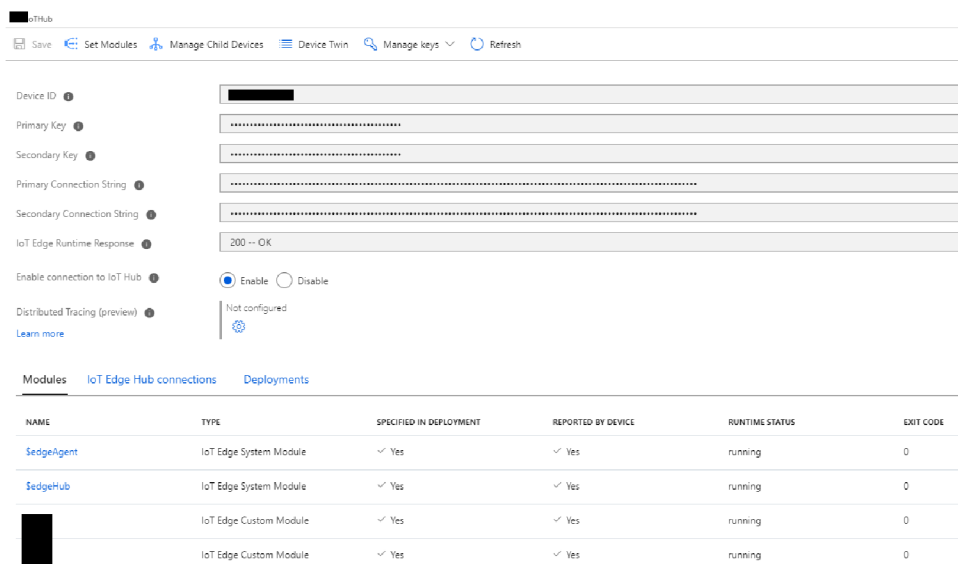 oTHub
Save Set Modules Manage Child Devices Device Twin Manage keys Refresh
Device ID
Primary Key
Secondary Key
Primary Connection String
Secondary Connection String
IoT Edge Runtime Response 200 -- OK
Enable connection to IoT Hub Enable Disable
Distributed Tracing (preview) Not configured
Learn more
Modules IoT Edge Hub connections Deployments
NAME TYPE SPECIFIED IN DEPLOYMENT REPORTED BY DEVICE RUNTIME STATUS EXIT CODE
$edgeAgent IoT Edge System Module Yes Yes running 0
$edgeHub IoT Edge System Module Yes Yes running 0
IoT Edge Custom Module Yes Yes running 0
IoT Edge Custom Module Yes Yes running 0